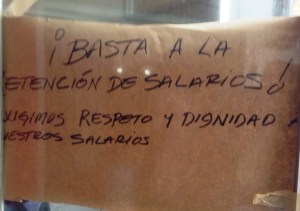 ¡BASTA A LA
ETENCIÓN DE SALARIOS!
XIGIMOS RESPETO Y DIGNIDAD A
UESTROS SALARIOS